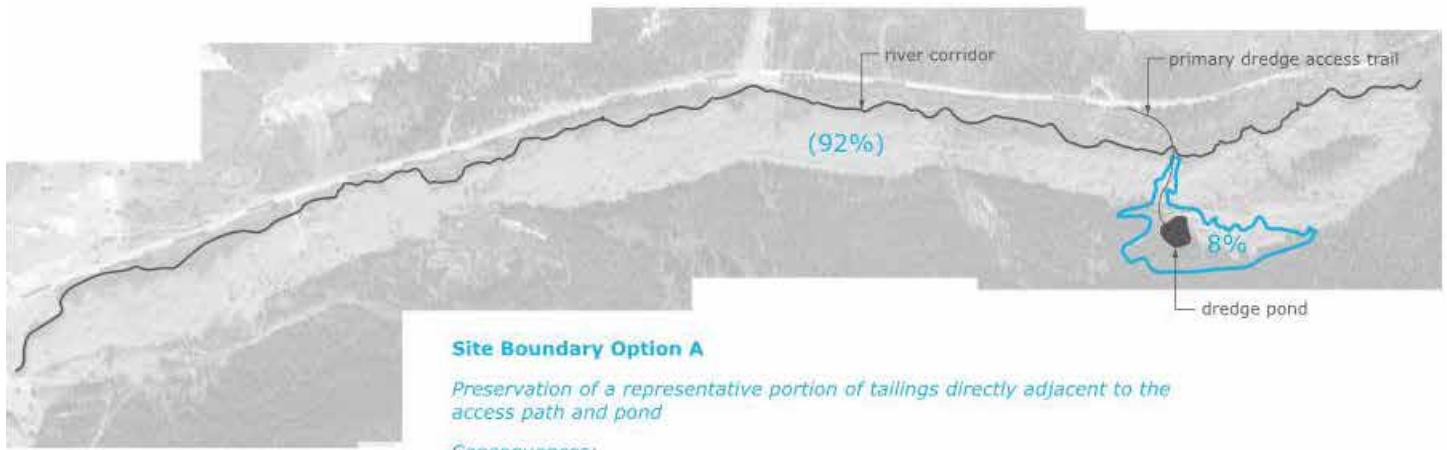 river corridor
primary dredge access trail
(92%)
8%
dredge pond
Site Boundary Option A
Preservation of a representative portion of tailings directly adjacent to the
access path and pond